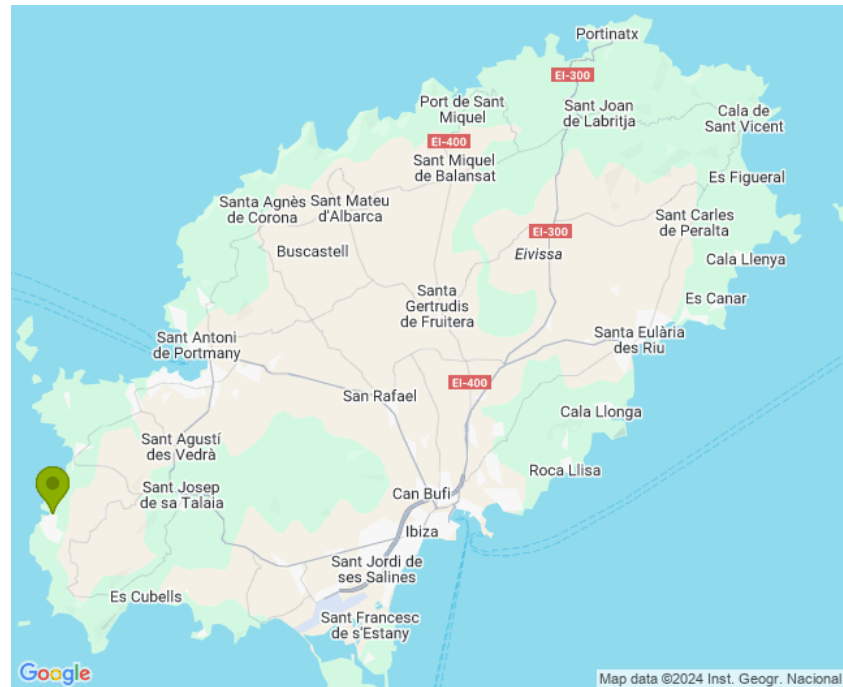 Portinatx
EI-300
Port de Sant
Miquel
Sant Joan
de Labritja
Cala de
Sant Vicent
EI-400
Sant Miquel
de Balansat
Es Figueral
Santa Agnès
de Corona
Sant Mateu
d'Albarca
Sant Carles
de Peralta
EI-300
Buscastell
Eivissa
Cala Llenya
Santa
Gertrudis
de Fruitera
Es Canar
Sant Antoni
de Portmany
Santa Eulària
des Riu
EI-400
San Rafael
Cala Llonga
Sant Agustí
des Vedrà
Roca Llisa
Sant Josep
de sa Talaia
Can Bufi
Ibiza
Sant Jordi de
ses Salines
Es Cubells
Sant Francesc
de s'Estany
Google
Map data ©2024 Inst. Geogr. Nacional